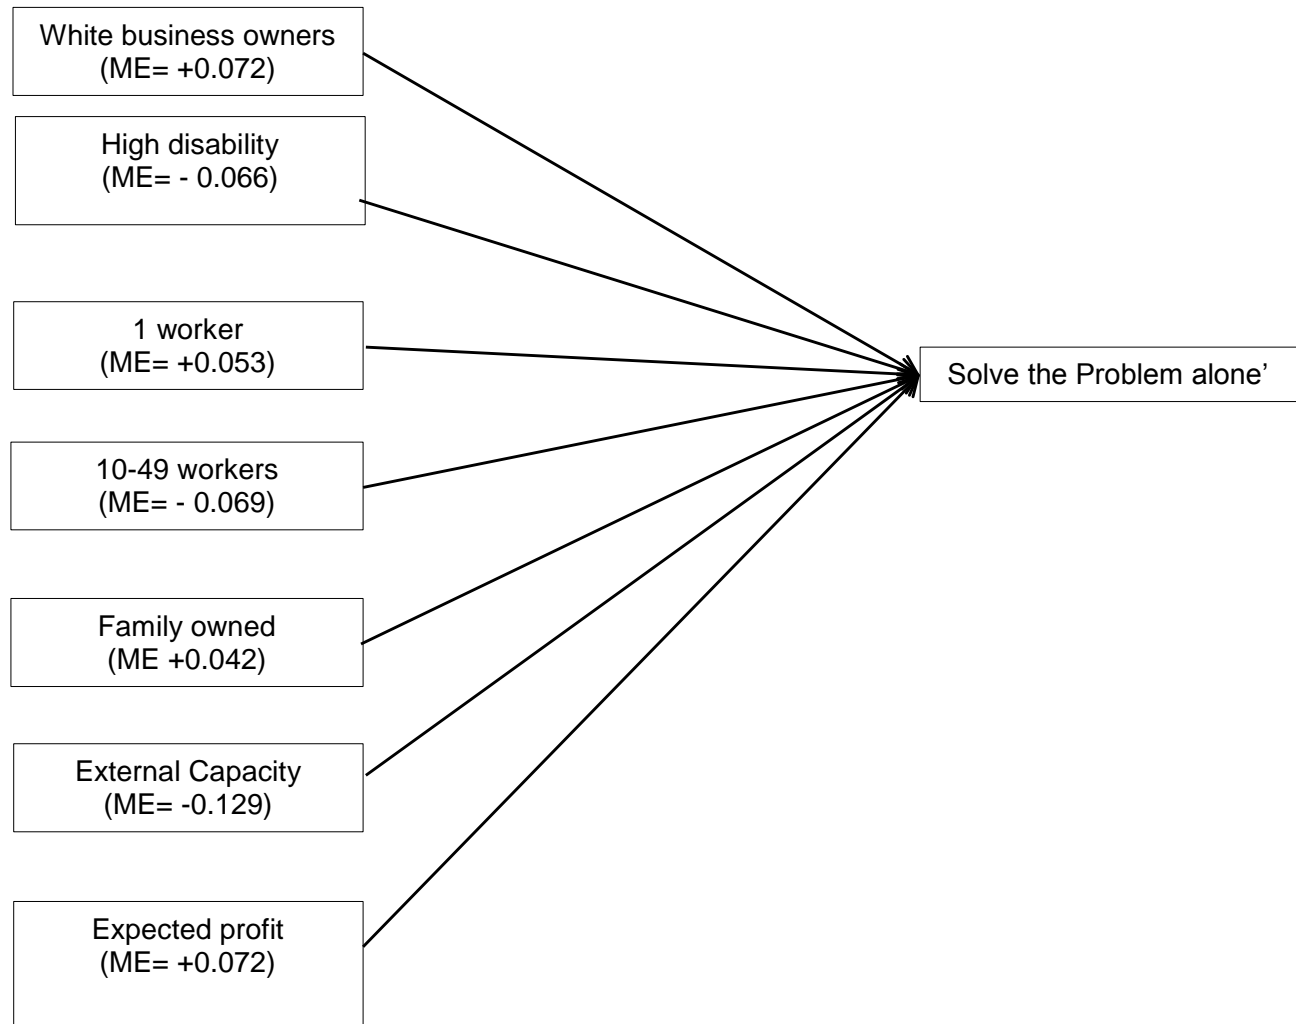 White business owners
(ME= +0.072)
High disability
(ME= - 0.066)
1 worker
(ME= +0.053)
Solve the Problem alone’
10-49 workers
(ME= - 0.069)
Family owned
(ME +0.042)
External Capacity
(ME= -0.129)
Expected profit
(ME= +0.072)